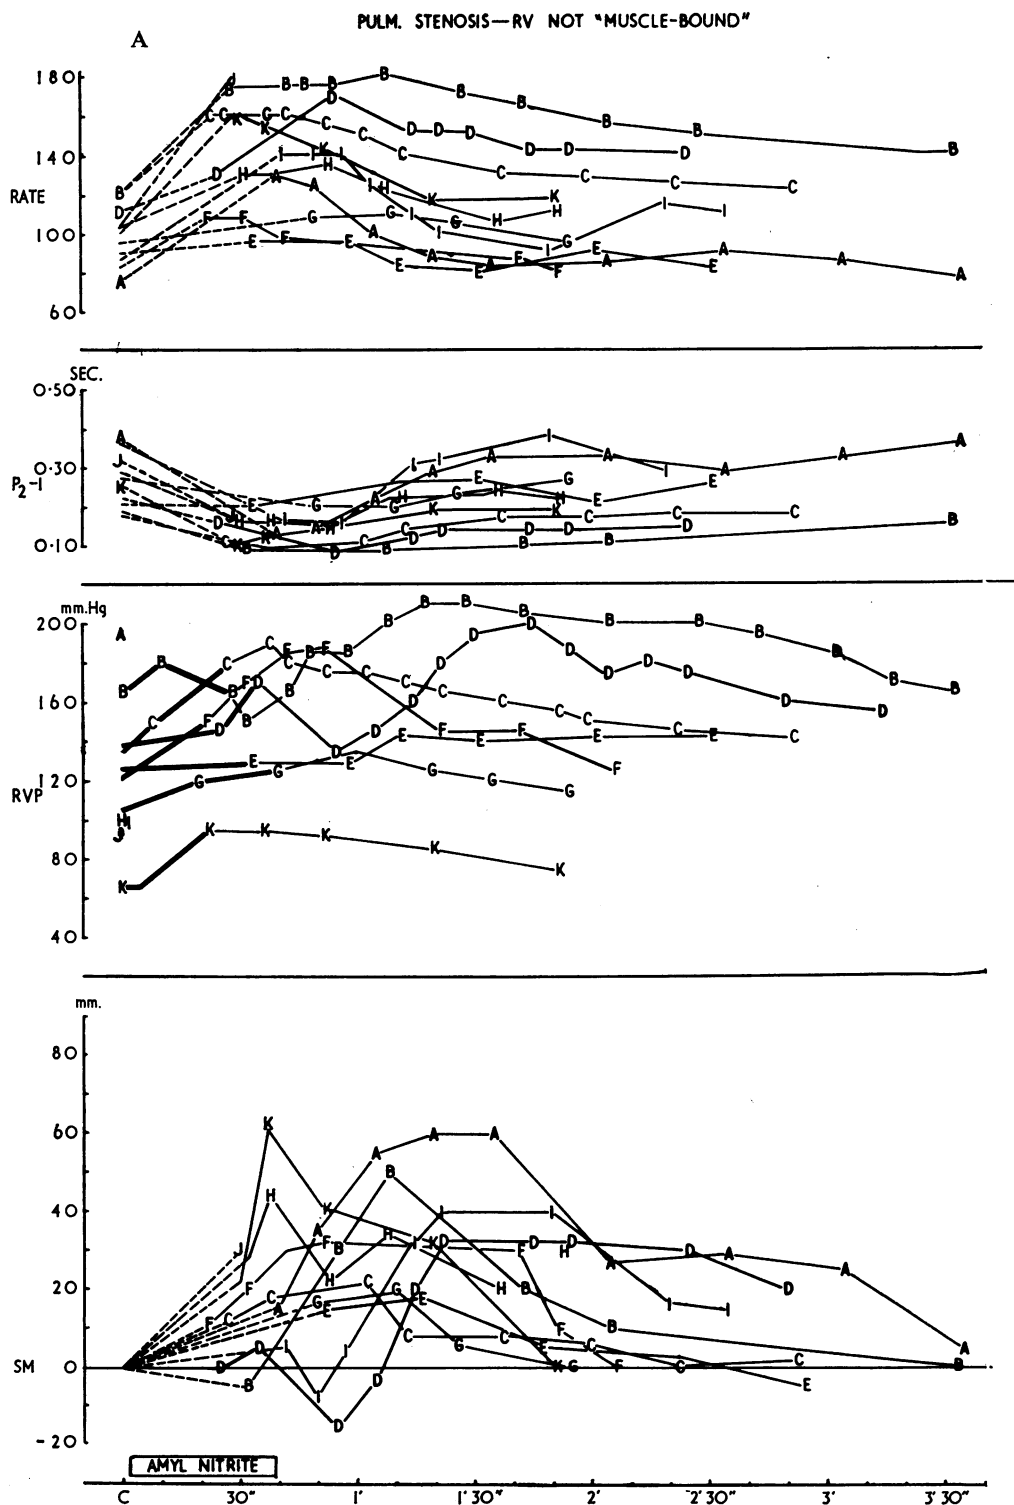 PULM. STENOSIS—RV NOT "MUSCLE-BOUND"
A
180
140
RATE
100
60
SEC.
0·50
0·30
P2-1
0·10
mm.Hg
200
160
120
RVP
80
40
mm.
80
60
40
20
SM 0
-20
AMYL NITRITE
C 30" 1' 1'30" 2' 2'30" 3' 3'30"